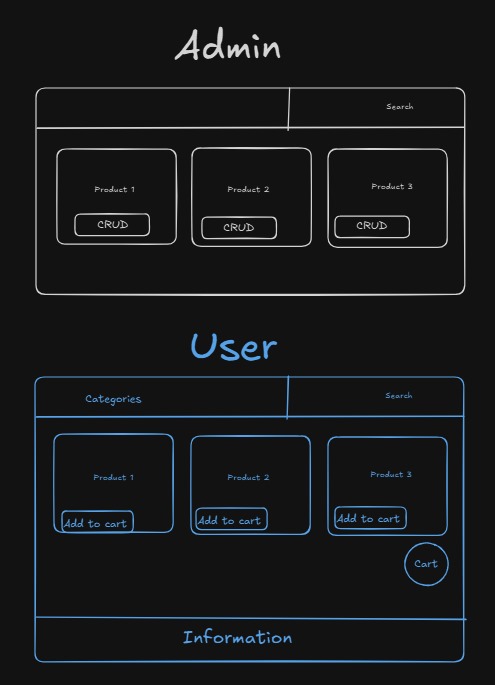 Admin
Search
Product 1
Product 2
Product 3
CRUD
CRUD
CRUD
User
Categories
Search
Product 1
Product 2
Product 3
Add to cart
Add to cart
Add to cart
Cart
Information